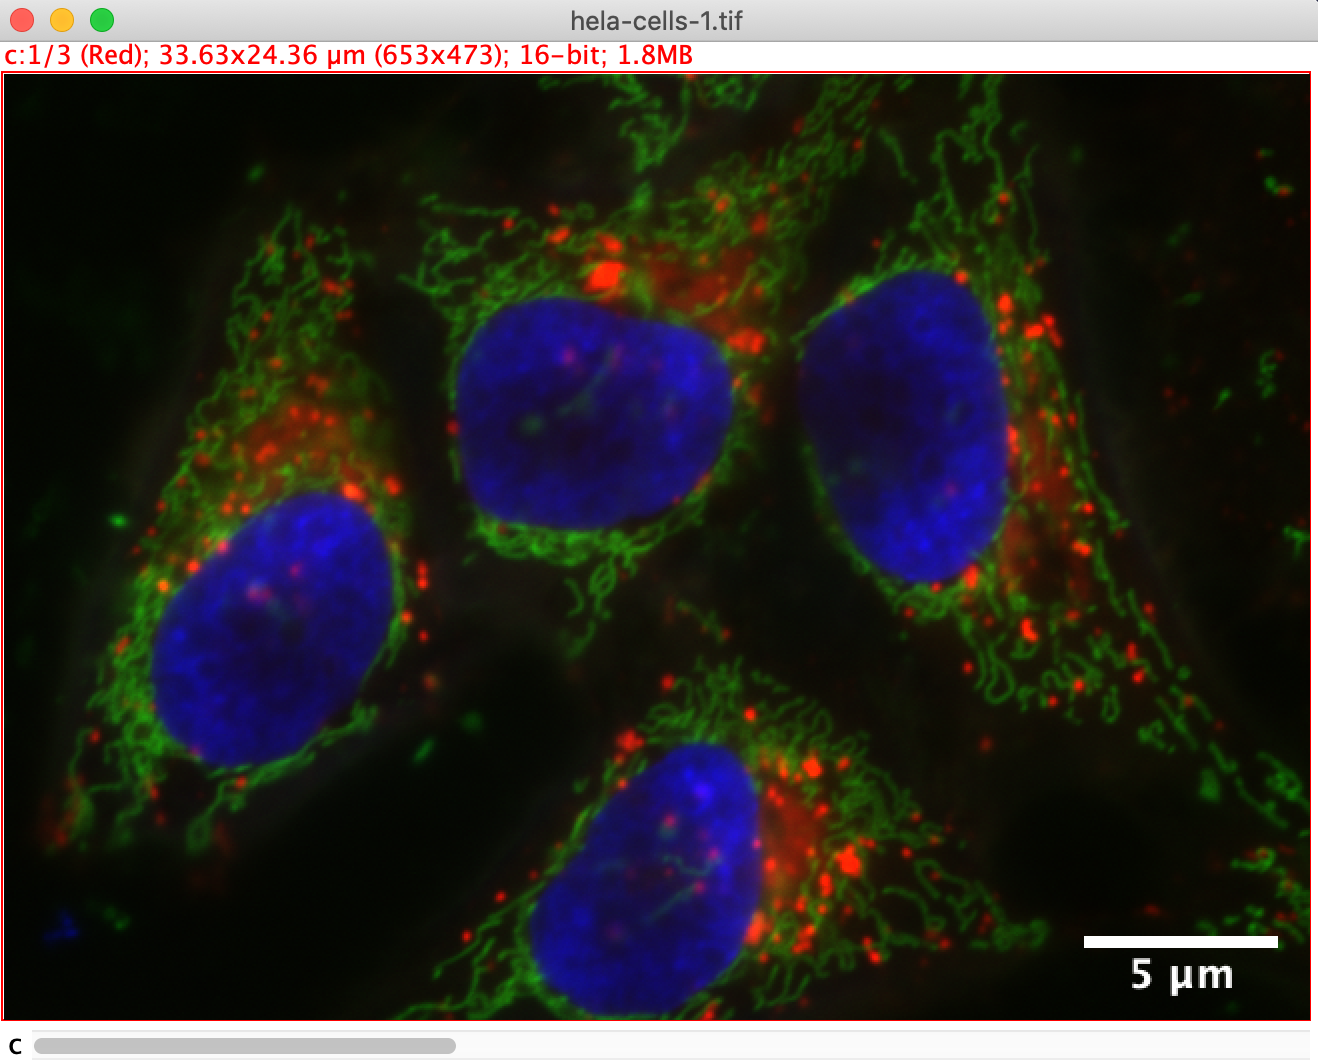 hela-cells-1.tif
c:1/3 (Red); 33.63x24.36 µm (653x473); 16-bit; 1.8MB
5 µm
c